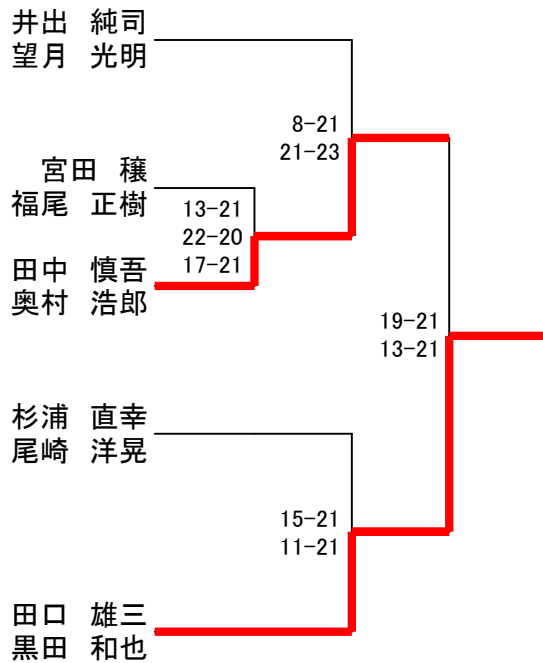 井出 純司
望月 光明
8-21
21-23
宮田 穣
福尾 正樹
13-21
22-20
17-21
田中 慎吾
奥村 浩郎
19-21
13-21
杉浦 直幸
尾崎 洋晃
15-21
11-21
田口 雄三
黒田 和也